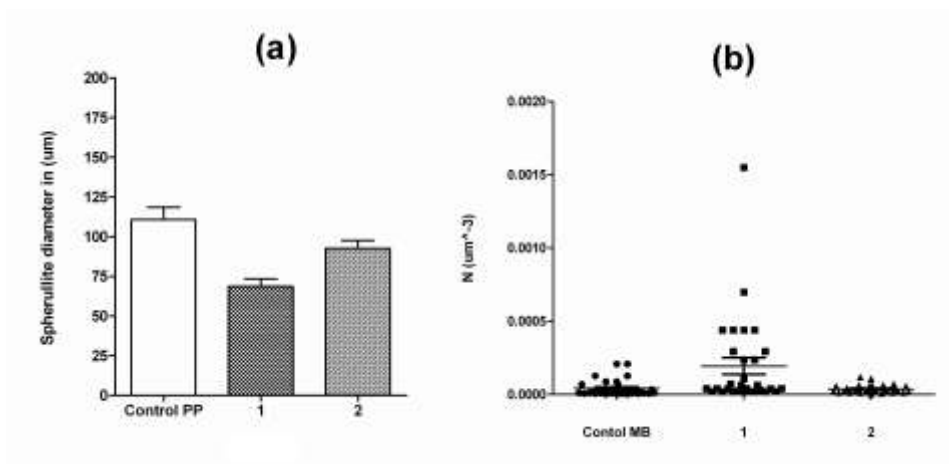 (a)
Spherullite diameter in (um)
200
175
150
125
100
75
50
25
0
Control PP 1 2
(b)
N (um^-3)
0.0020
0.0015
0.0010
0.0005
0.0000
Contol MB 1 2